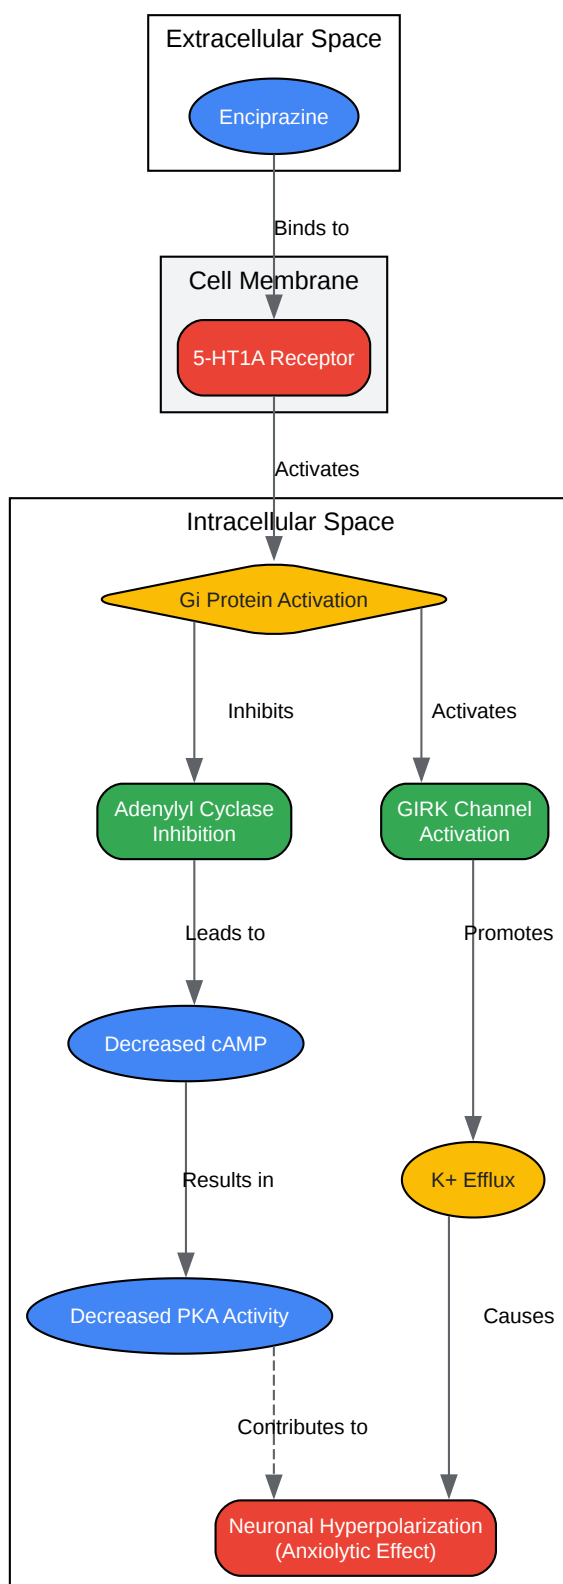 Extracellular Space
Enciprazine
Binds to
Cell Membrane
5-HT1A Receptor
Activates
Intracellular Space
Gi Protein Activation
Inhibits
Activates
Adenylyl Cyclase
Inhibition
GIRK Channel
Activation
Leads to
Promotes
Decreased cAMP
K+ Efflux
Results in
Decreased PKA Activity
Causes
Contributes to
Neuronal Hyperpolarization
(Anxiolytic Effect)